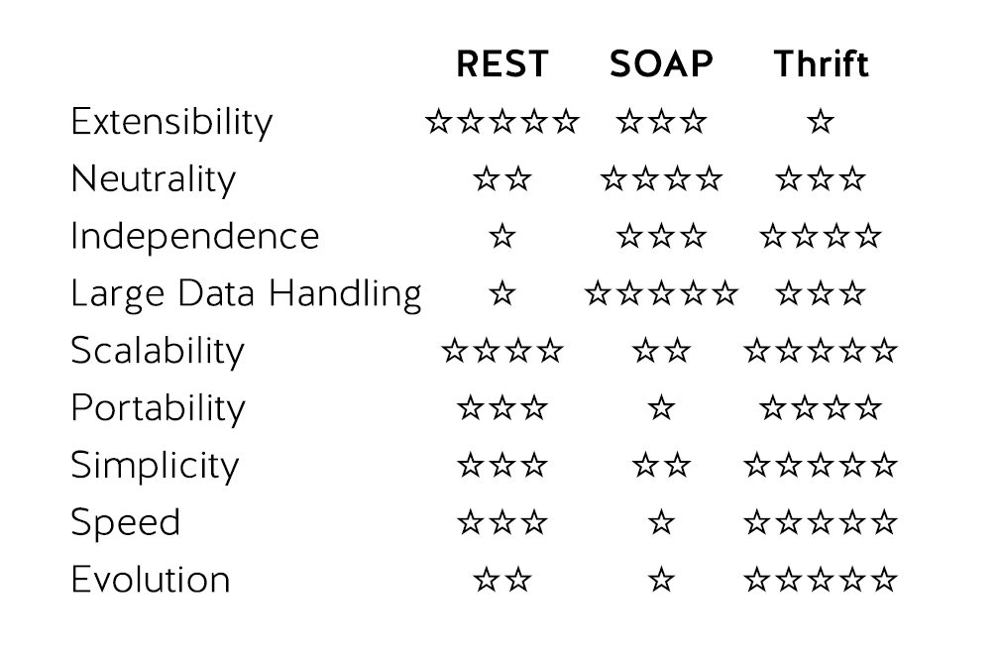 REST SOAP Thrift
Extensibility ☆☆☆☆☆ ☆☆☆ ☆
Neutrality ☆☆ ☆☆☆☆ ☆☆☆
Independence ☆ ☆☆☆ ☆☆☆☆
Large Data Handling ☆ ☆☆☆☆☆ ☆☆☆
Scalability ☆☆☆☆ ☆☆ ☆☆☆☆☆
Portability ☆☆☆ ☆ ☆☆☆☆
Simplicity ☆☆☆ ☆☆ ☆☆☆☆☆
Speed ☆☆☆ ☆ ☆☆☆☆☆
Evolution ☆☆ ☆ ☆☆☆☆☆